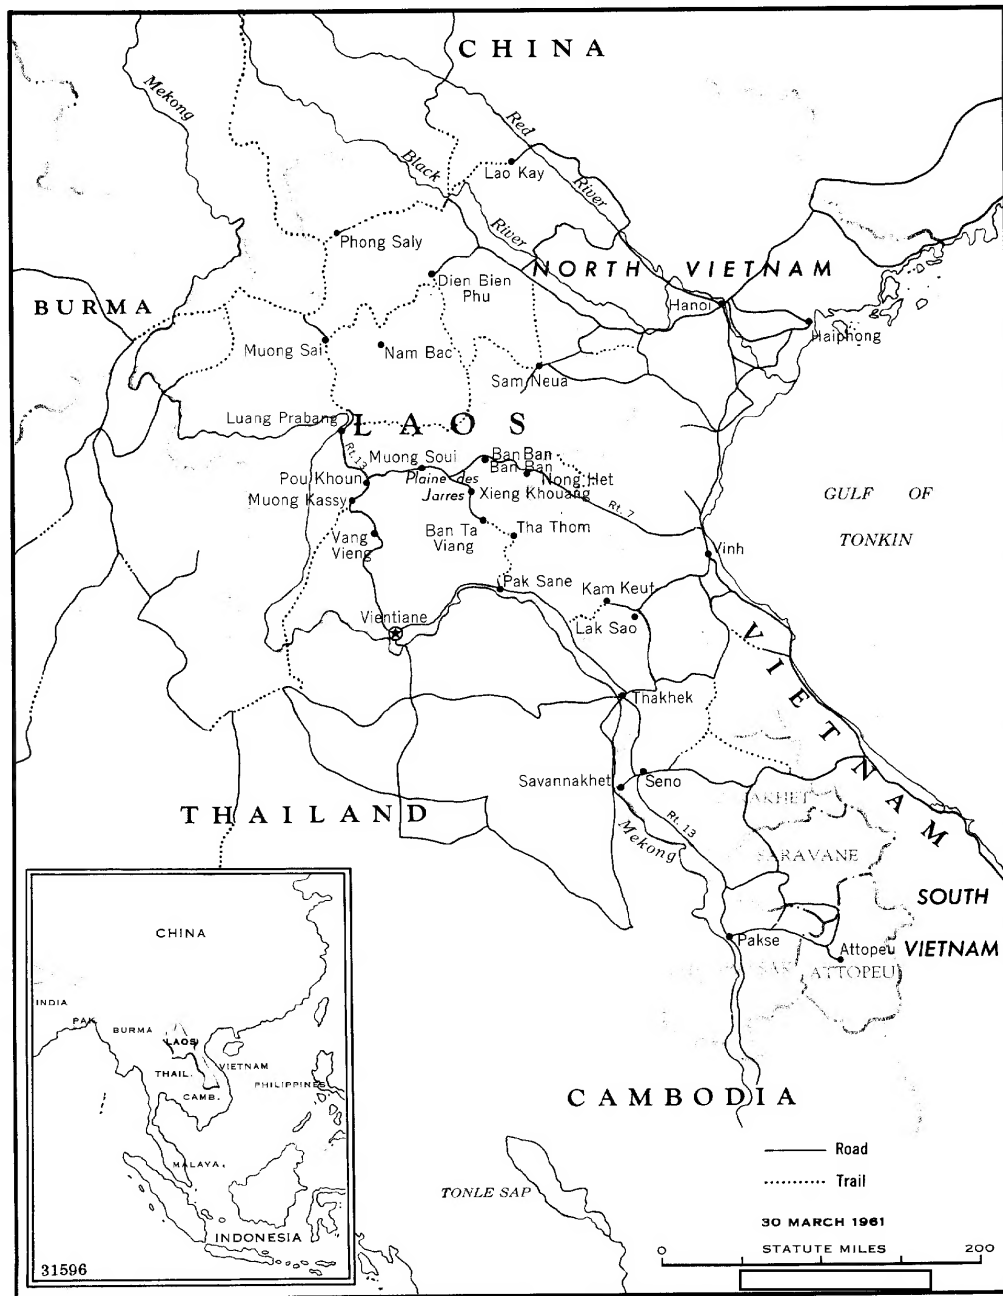 CHINA
Mekong
Red
River
Black
River
Lao Kay
Phong Saly
Dien Bien
Phu
NORTH VIETNAM
Hanoi
Haiphong
BURMA
Muong Sai
Nam Bac
Sam Neua
Luang Prabang
LAOS
Rt. 13
Muong Soui
Ban Ban
Ban Ban
Nong Het
Pou Khoun
Plaine des
Jarres
Xieng Khouang
Muong Kassy
Rt. 7
GULF OF
TONKIN
Vang
Vieng
Ban Ta
Viang
Tha Thom
Vinh
Pak Sane
Kam Keut
Vientiane
Lak Sao
VIETNAM
Thakhek
Savannakhet
Seno
THAILAND
Mekong
Rt. 13
SARAVANE
SOUTH
VIETNAM
Pakse
Attopeu
ATTOPEU
CAMBODIA
TONLE SAP
Road
Trail
30 MARCH 1961
STATUTE MILES
0 200
CHINA
INDIA
PAK.
BURMA
LAOS
THAIL.
VIETNAM
CAMB.
PHILIPPINES
MALAYA.
INDONESIA
31596